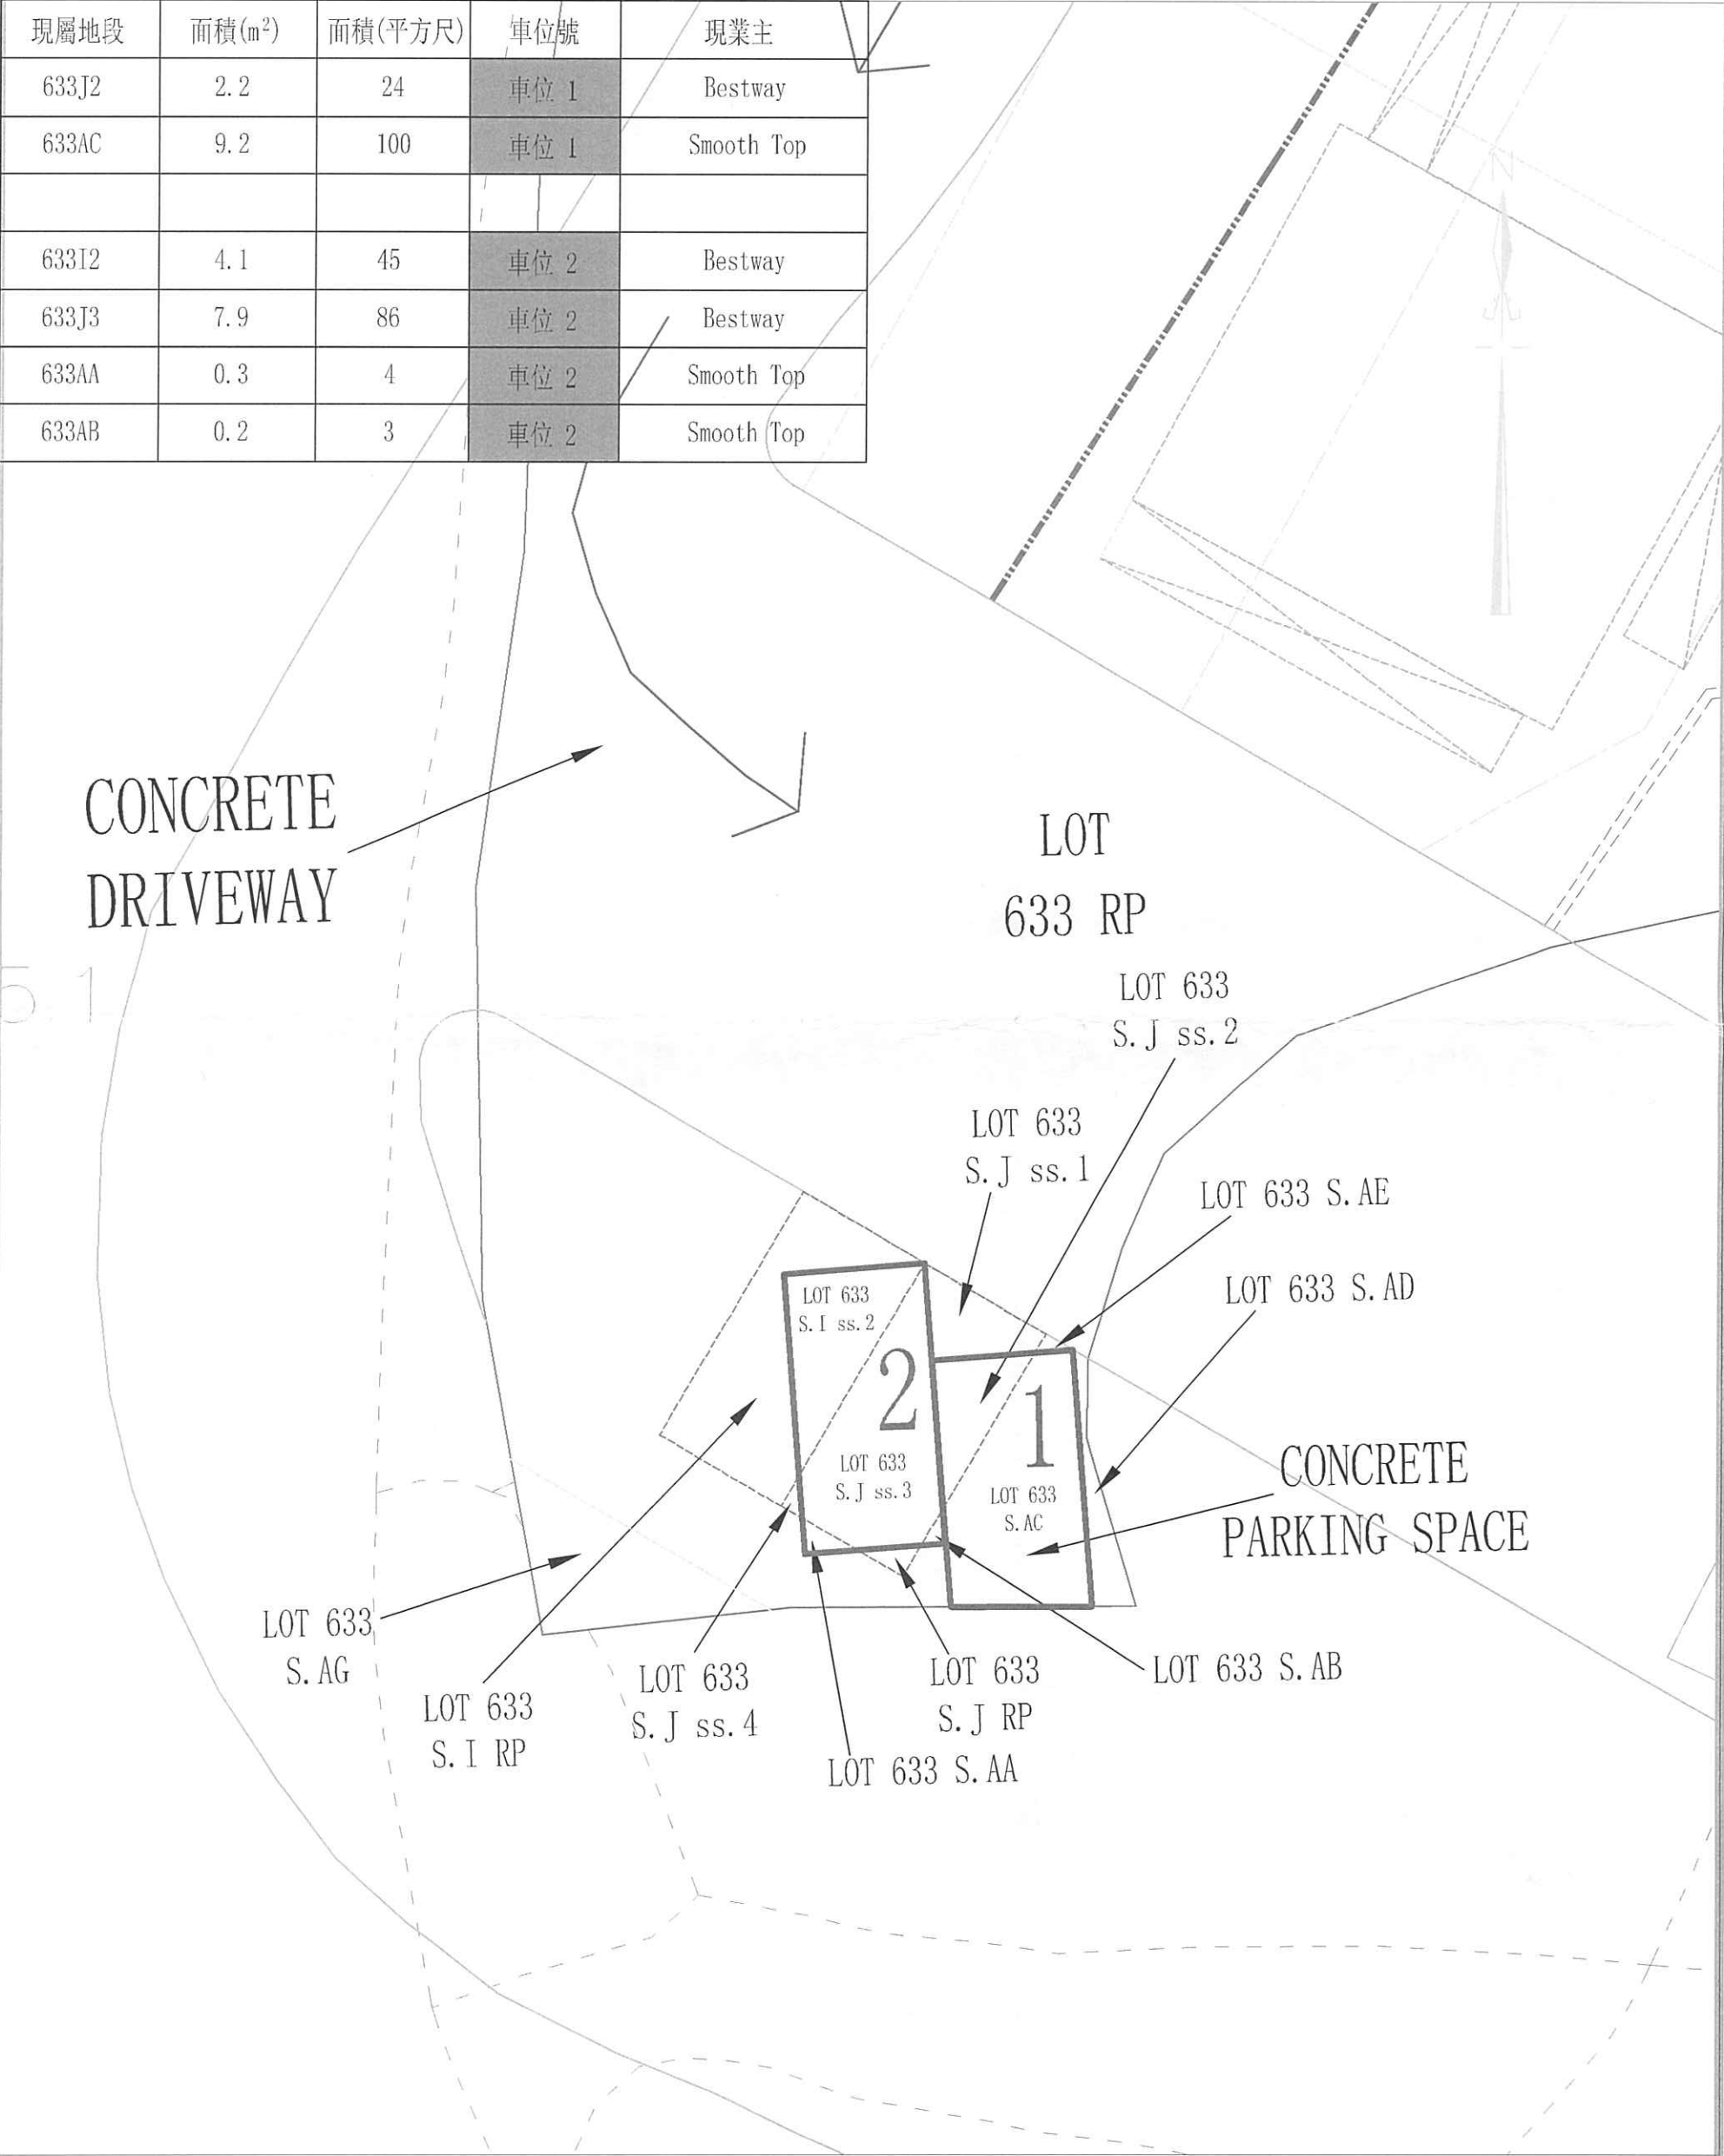 現屬地段 面積(m²) 面積(平方尺) 車位號 現業主
633J2 2.2 24 車位 1 Bestway
633AC 9.2 100 車位 1 Smooth Top
633I2 4.1 45 車位 2 Bestway
633J3 7.9 86 車位 2 Bestway
633AA 0.3 4 車位 2 Smooth Top
633AB 0.2 3 車位 2 Smooth Top
N
CONCRETE
DRIVEWAY
LOT
633 RP
5.1
LOT 633
S.J ss.2
LOT 633
S.J ss.1
LOT 633 S.AE
LOT 633 S.AD
LOT 633
S.I ss.2
2
LOT 633
S.J ss.3
1
LOT 633
S.AC
CONCRETE
PARKING SPACE
LOT 633
S.AG
LOT 633
S.I RP
LOT 633
S.J ss.4
LOT 633
S.J RP
LOT 633 S.AB
LOT 633 S.AA